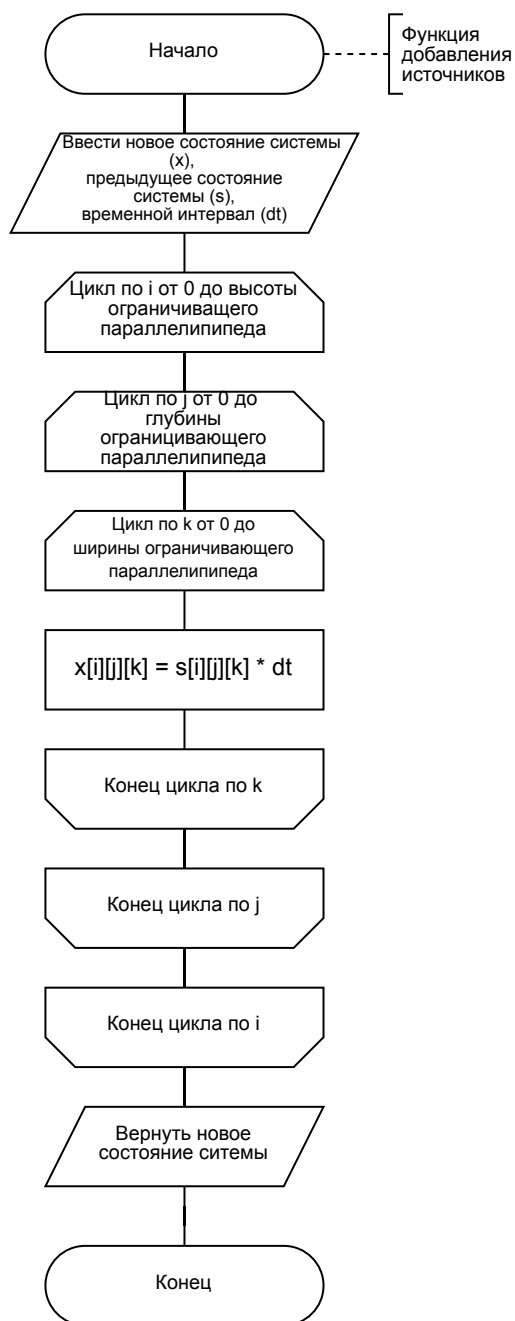 Начало
Функция
добавления
источников
Ввести новое состояние системы
(x),
предыдущее состояние
системы (s),
временной интервал (dt)
Цикл по i от 0 до высоты
ограничиващего
параллелипипеда
Цикл по j от 0 до
глубины
ограницивающего
параллелипипеда
Цикл по k от 0 до
ширины ограничивающего
параллелипипеда
x[i][j][k] = s[i][j][k] * dt
Конец цикла по k
Конец цикла по j
Конец цикла по i
Вернуть новое
состояние ситемы
Конец